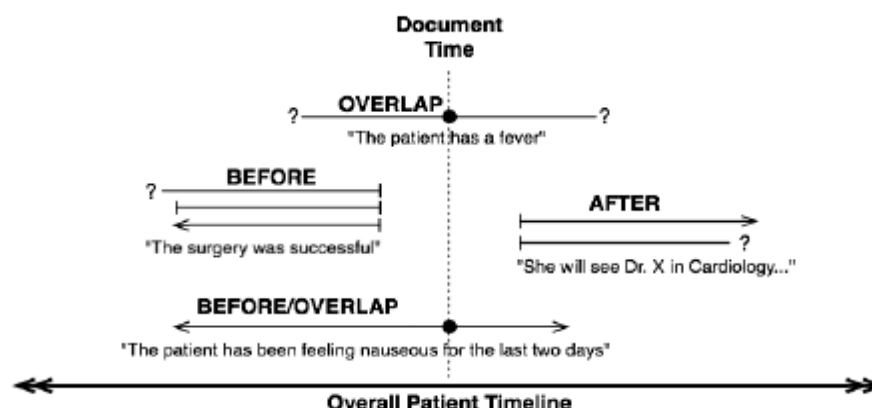 Document
Time
OVERLAP
? ?
"The patient has a fever"
BEFORE
?
"The surgery was successful"
AFTER
?
"She will see Dr. X in Cardiology..."
BEFORE/OVERLAP
"The patient has been feeling nauseous for the last two days"
Overall Patient Timeline